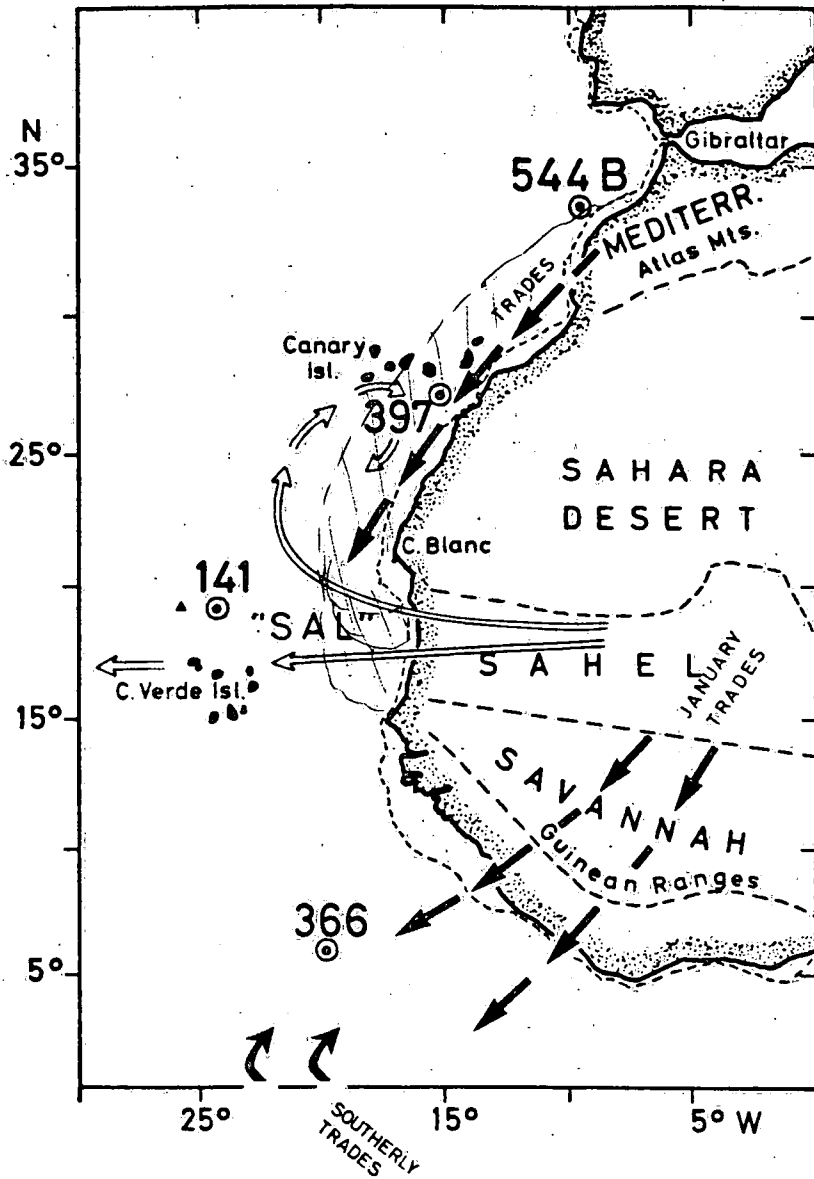 N
35°
Gibraltar
544 B
MEDITERR.
Atlas Mts.
TRADES
Canary
Isl.
397
25°
SAHARA
DESERT
C. Blanc
141
"SAL"
SAHEL
C. Verde Isl.
JANUARY
TRADES
15°
SAVANNAH
Guinean Ranges
366
5°
25°
15°
5° W
SOUTHERLY
TRADES